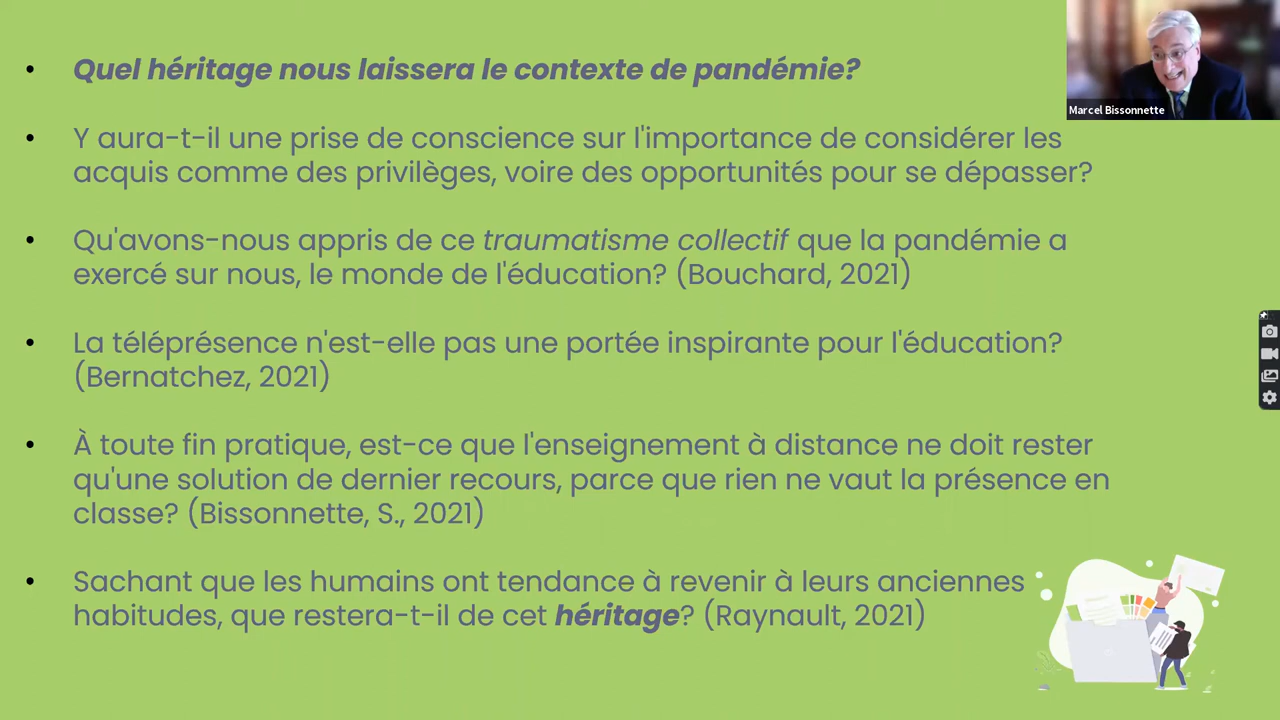 • Quel héritage nous laissera le contexte de pandémie?
• Y aura-t-il une prise de conscience sur l'importance de considérer les
acquis comme des privilèges, voire des opportunités pour se dépasser?
• Qu'avons-nous appris de ce traumatisme collectif que la pandémie a
exercé sur nous, le monde de l'éducation? (Bouchard, 2021)
• La téléprésence n'est-elle pas une portée inspirante pour l'éducation?
(Bernatchez, 2021)
• À toute fin pratique, est-ce que l'enseignement à distance ne doit rester
qu'une solution de dernier recours, parce que rien ne vaut la présence en
classe? (Bissonnette, S., 2021)
• Sachant que les humains ont tendance à revenir à leurs anciennes
habitudes, que restera-t-il de cet héritage? (Raynault, 2021)
Marcel Bissonnette